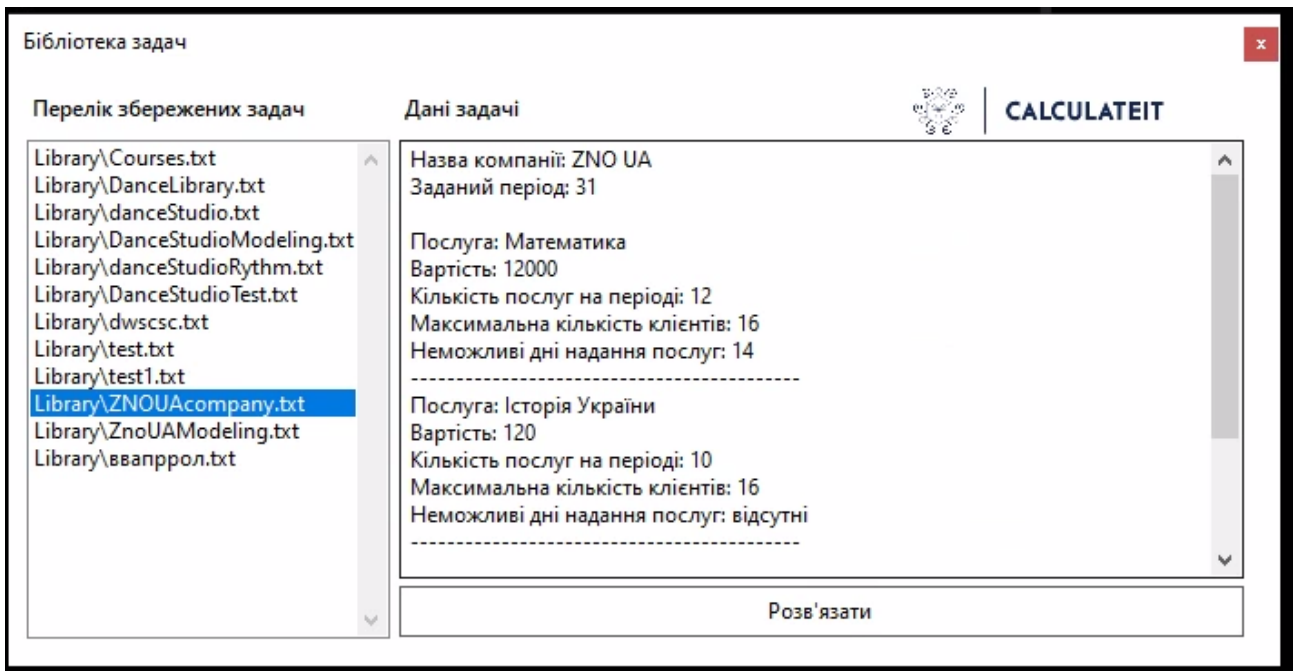 Бібліотека задач
x
Перелік збережених задач
Дані задачі
CALCULATEIT
Library\Courses.txt
Library\DanceLibrary.txt
Library\danceStudio.txt
Library\DanceStudioModeling.txt
Library\danceStudioRythm.txt
Library\DanceStudioTest.txt
Library\dwscsc.txt
Library\test.txt
Library\test1.txt
Library\ZNOUAcompany.txt
Library\ZnoUAModeling.txt
Library\ввапррол.txt
Назва компанії: ZNO UA
Заданий період: 31
Послуга: Математика
Вартість: 12000
Кількість послуг на періоді: 12
Максимальна кількість клієнтів: 16
Неможливі дні надання послуг: 14
-------------------------------------------
Послуга: Історія України
Вартість: 120
Кількість послуг на періоді: 10
Максимальна кількість клієнтів: 16
Неможливі дні надання послуг: відсутні
-------------------------------------------
Розв'язати